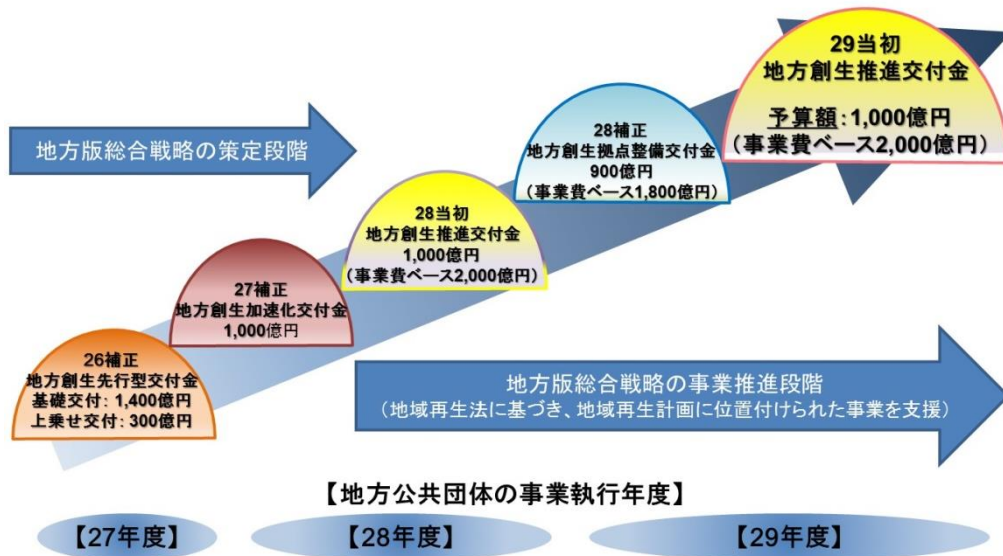 29当初
地方創生推進交付金
予算額：1,000億円
（事業費ベース2,000億円）
28補正
地方創生拠点整備交付金
900億円
（事業費ベース1,800億円）
地方版総合戦略の策定段階
28当初
地方創生推進交付金
1,000億円
（事業費ベース2,000億円）
27補正
地方創生加速化交付金
1,000億円
26補正
地方創生先行型交付金
基礎交付：1,400億円
上乗せ交付：300億円
地方版総合戦略の事業推進段階
（地域再生法に基づき、地域再生計画に位置付けられた事業を支援）
【地方公共団体の事業執行年度】
【27年度】
【28年度】
【29年度】